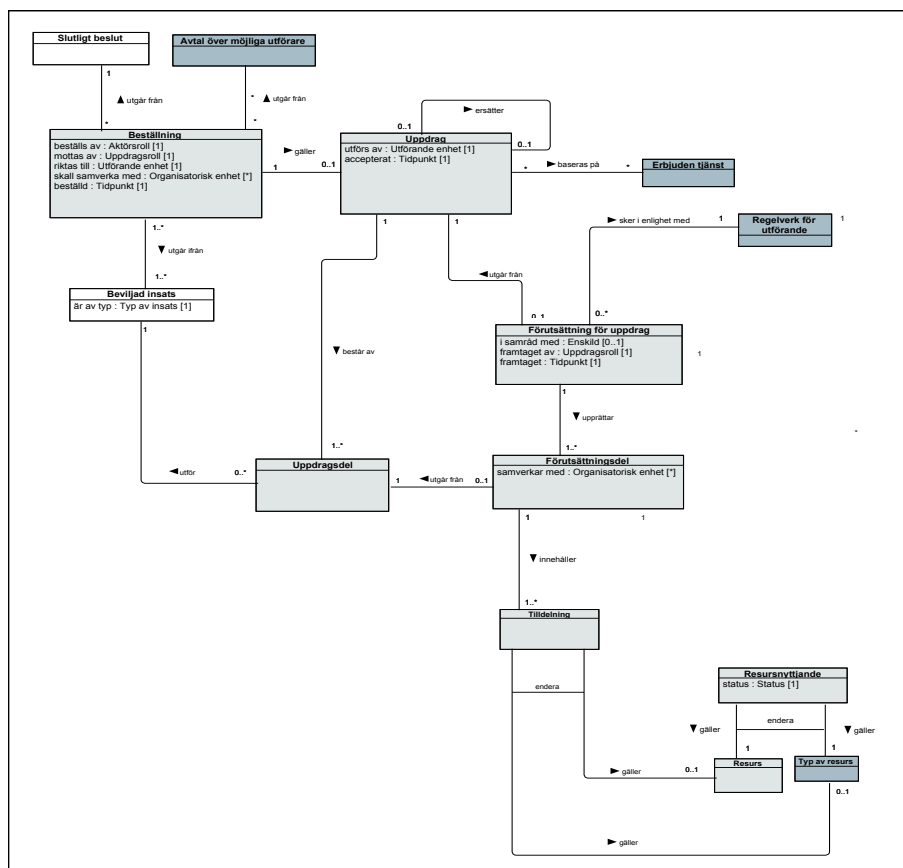 Slutligt beslut
Avtal över möjliga utförare
1
► ersätter
▲ utgår från
*
▲ utgår från
0..1
*
*
Beställning
Uppdrag
0..1
beställs av : Aktörsroll [1]
► gäller
utförs av : Utförande enhet [1]
mottas av : Uppdragsroll [1]
accepterat : Tidpunkt [1]
► baseras på
Erbjuden tjänst
riktas till : Utförande enhet [1]
1
0..1
*
*
skall samverka med : Organisatorisk enhet [*]
beställd : Tidpunkt [1]
1..*
1
1
► sker i enlighet med
1
Regelverk för
utförande
1
▼ utgår ifrån
1..*
◄ utgår från
Beviljad insats
är av typ : Typ av insats [1]
0..1
0..*
1
Förutsättning för uppdrag
i samråd med : Enskild [0..1]
framtaget av : Uppdragsroll [1]
framtaget : Tidpunkt [1]
1
▼ består av
1
▼ upprättar
*
1..*
1..*
Uppdragsdel
Förutsättningsdel
◄ utför
0..*
samverkar med : Organisatorisk enhet [*]
1
◄ utgår från
0..1
1
1
▼ innehåller
1..*
Tilldelning
endera
Resursnyttjande
status : Status [1]
▼ gäller
endera
▼ gäller
1
1
Resurs
Typ av resurs
► gäller
0..1
0..1
► gäller